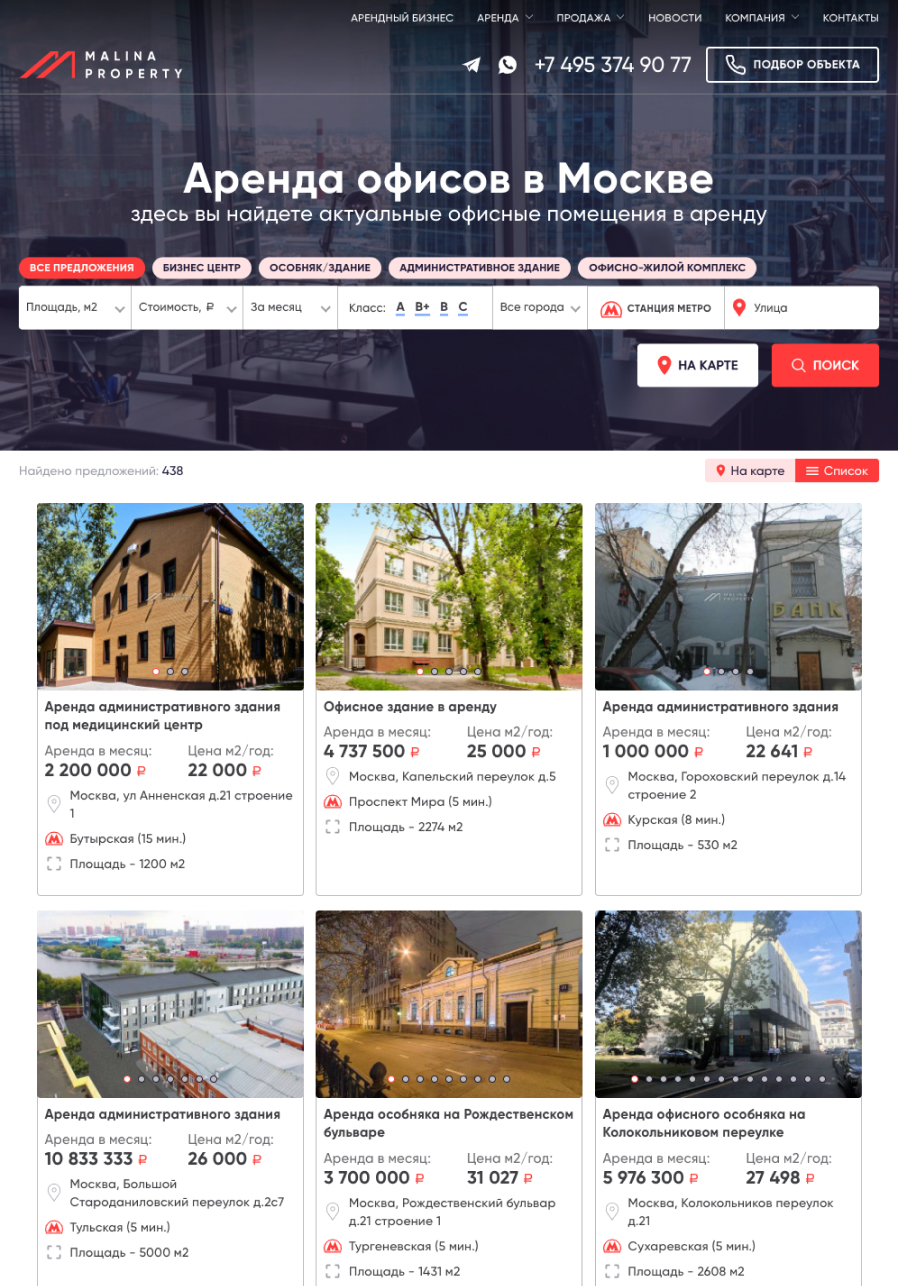 АРЕНДНЫЙ БИЗНЕС АРЕНДА ПРОДАЖА НОВОСТИ КОМПАНИЯ КОНТАКТЫ
MALINA
PROPERTY
+7 495 374 90 77 ПОДБОР ОБЪЕКТА
Аренда офисов в Москве
здесь вы найдете актуальные офисные помещения в аренду
ВСЕ ПРЕДЛОЖЕНИЯ БИЗНЕС ЦЕНТР ОСОБНЯК/ЗДАНИЕ АДМИНИСТРАТИВНОЕ ЗДАНИЕ ОФИСНО-ЖИЛОЙ КОМПЛЕКС
Площадь, м2 Стоимость, ₽ За месяц Класс: A B+ B C Все города СТАНЦИЯ МЕТРО Улица
НА КАРТЕ ПОИСК
Найдено предложений: 438 На карте Список
MALINA
PROPERTY
БАНК
Аренда административного здания
под медицинский центр
Аренда в месяц: Цена м2/год:
2 200 000 ₽ 22 000 ₽
Москва, ул Анненская д.21 строение
1
Бутырская (15 мин.)
Площадь - 1200 м2
Офисное здание в аренду
Аренда в месяц: Цена м2/год:
4 737 500 ₽ 25 000 ₽
Москва, Капельский переулок д.5
Проспект Мира (5 мин.)
Площадь - 2274 м2
Аренда административного здания
Аренда в месяц: Цена м2/год:
1 000 000 ₽ 22 641 ₽
Москва, Гороховский переулок д.14
строение 2
Курская (8 мин.)
Площадь - 530 м2
Аренда административного здания
Аренда в месяц: Цена м2/год:
10 833 333 ₽ 26 000 ₽
Москва, Большой
Староданиловский переулок д.2с7
Тульская (5 мин.)
Площадь - 5000 м2
Аренда особняка на Рождественском
бульваре
Аренда в месяц: Цена м2/год:
3 700 000 ₽ 31 027 ₽
Москва, Рождественский бульвар
д.21 строение 1
Тургеневская (5 мин.)
Площадь - 1431 м2
Аренда офисного особняка на
Колокольниковом переулке
Аренда в месяц: Цена м2/год:
5 976 300 ₽ 27 498 ₽
Москва, Колокольников переулок
д.21
Сухаревская (5 мин.)
Площадь - 2608 м2